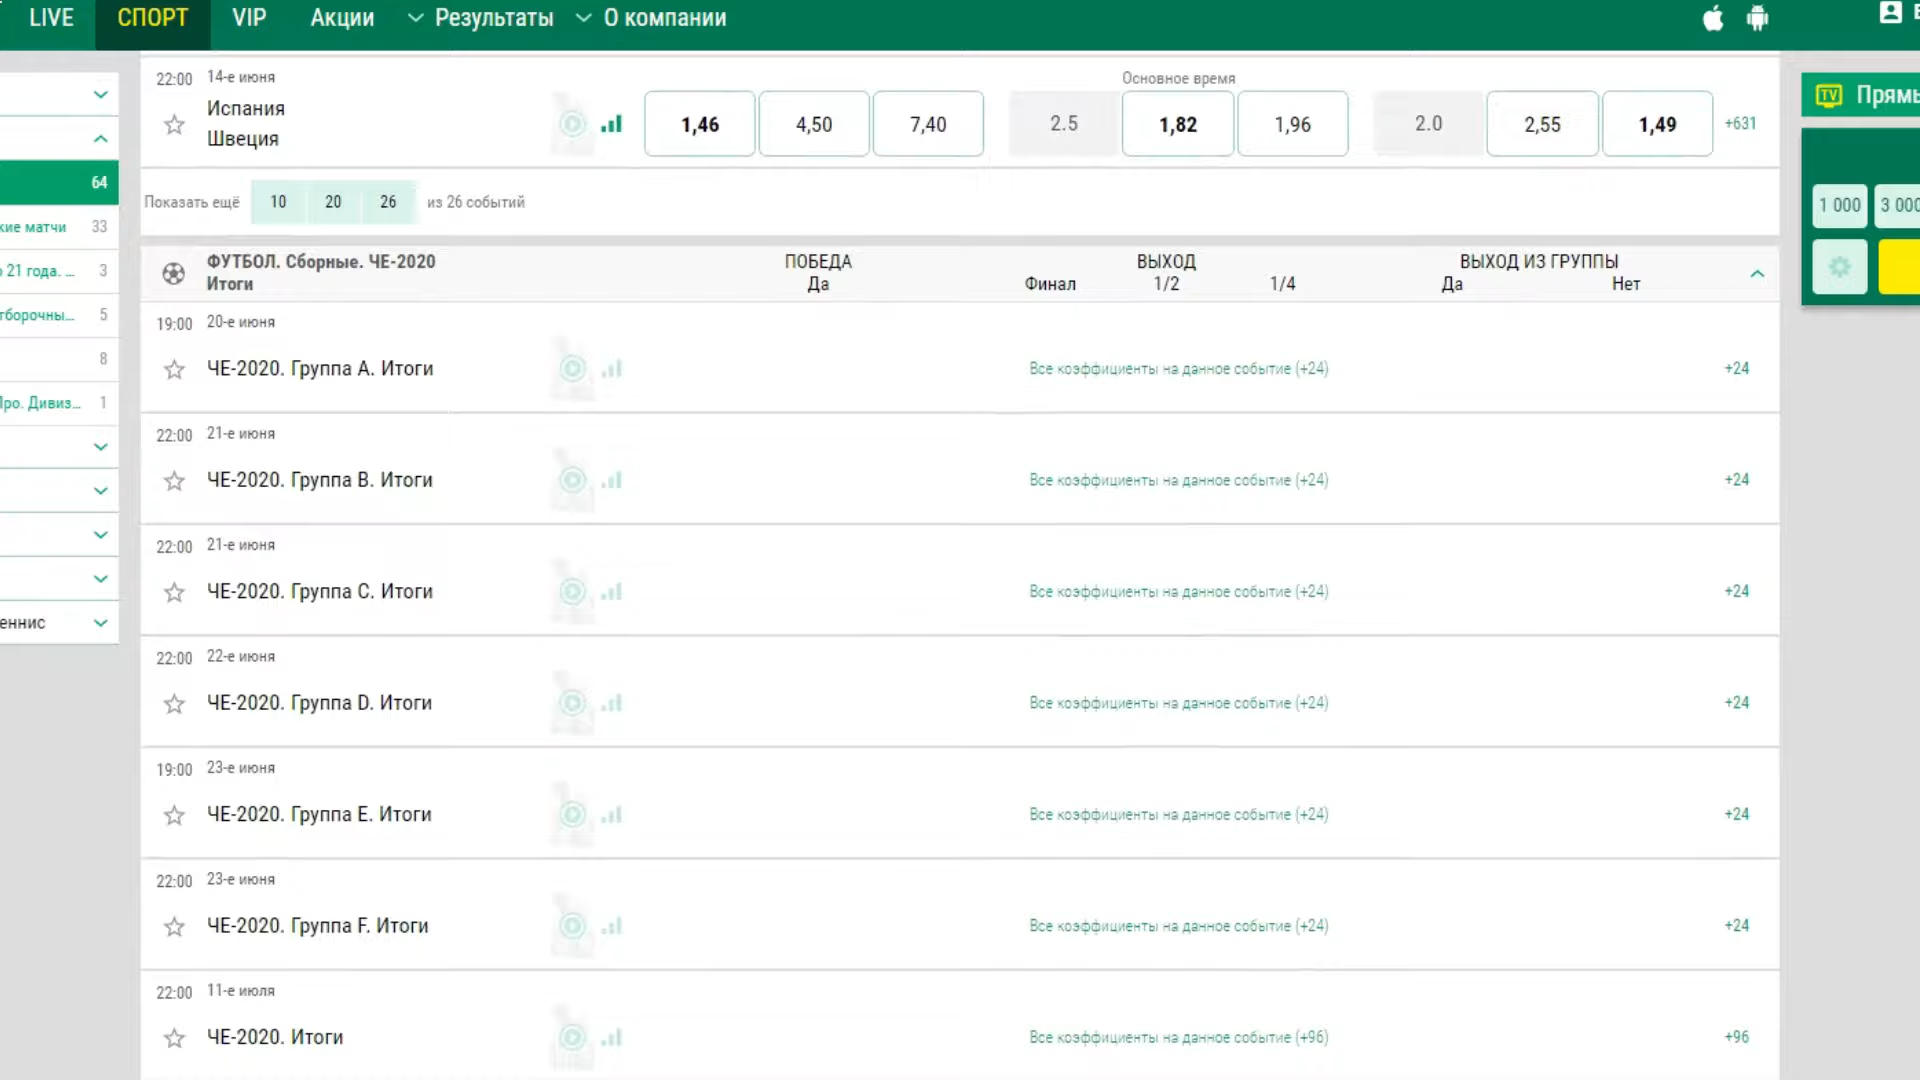 LIVE СПОРТ VIP Акции Результаты О компании
22:00 14-е июня
Основное время
Испания
Швеция
1,46 4,50 7,40 2.5 1,82 1,96 2.0 2,55 1,49 +631
Показать ещё 10 20 26 из 26 событий
ФУТБОЛ. Сборные. ЧЕ-2020
Итоги
ПОБЕДА
Да
ВЫХОД
Финал 1/2 1/4
ВЫХОД ИЗ ГРУППЫ
Да Нет
19:00 20-е июня
ЧЕ-2020. Группа A. Итоги Все коэффициенты на данное событие (+24) +24
22:00 21-е июня
ЧЕ-2020. Группа B. Итоги Все коэффициенты на данное событие (+24) +24
22:00 21-е июня
ЧЕ-2020. Группа C. Итоги Все коэффициенты на данное событие (+24) +24
22:00 22-е июня
ЧЕ-2020. Группа D. Итоги Все коэффициенты на данное событие (+24) +24
19:00 23-е июня
ЧЕ-2020. Группа E. Итоги Все коэффициенты на данное событие (+24) +24
22:00 23-е июня
ЧЕ-2020. Группа F. Итоги Все коэффициенты на данное событие (+24) +24
22:00 11-е июля
ЧЕ-2020. Итоги Все коэффициенты на данное событие (+96) +96
64
кие матчи 33
21 года. ... 3
тборочны... 5
8
Про. Дивиз... 1
еннис
TV Прямы
1 000 3 000